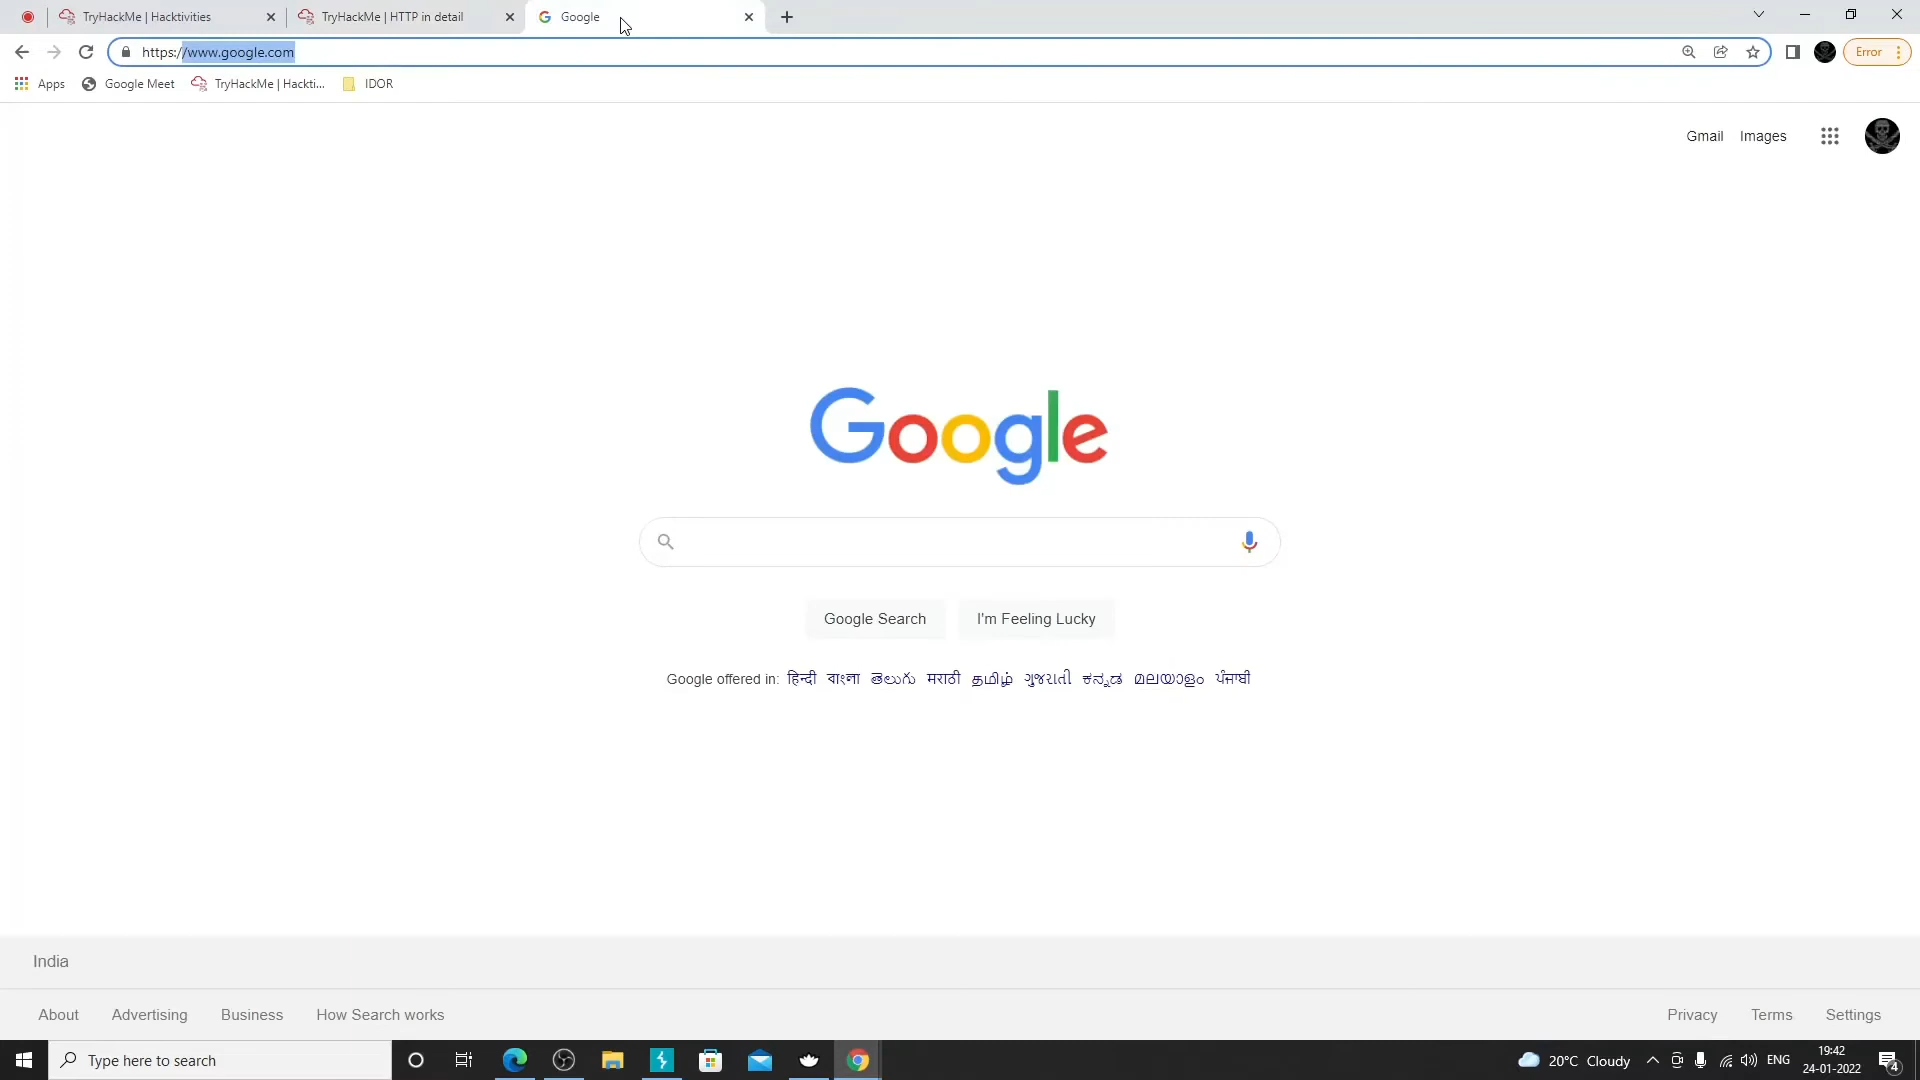 TryHackMe | Hacktivities
TryHackMe | HTTP in detail
Google
https://www.google.com
Error
Apps
Google Meet
TryHackMe | Hackti...
IDOR
Gmail
Images
Google
Google Search
I'm Feeling Lucky
Google offered in: हिन्दी বাংলা తెలుగు मराठी தமிழ் ગુજરાતી ಕನ್ನಡ മലയാളം ਪੰਜਾਬੀ
India
About
Advertising
Business
How Search works
Privacy
Terms
Settings
Type here to search
20°C Cloudy
ENG
19:42
24-01-2022
4